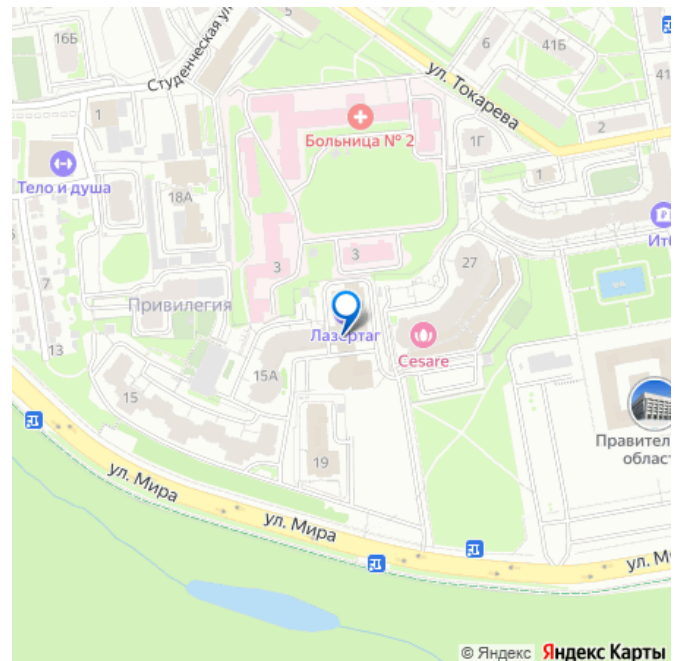 16Б
5
6
41Б
Студенческая ул.
ул. Токарева
41
1
Больница № 2
1Г
2
Тело и душа
18А
3
1
Итб
7
3
27
Привилегия
Лазертаг
13
Cesare
15А
15
Правител
облас
19
ул. Мира
ул. Мира
ул. М
© Яндекс Яндекс Карты